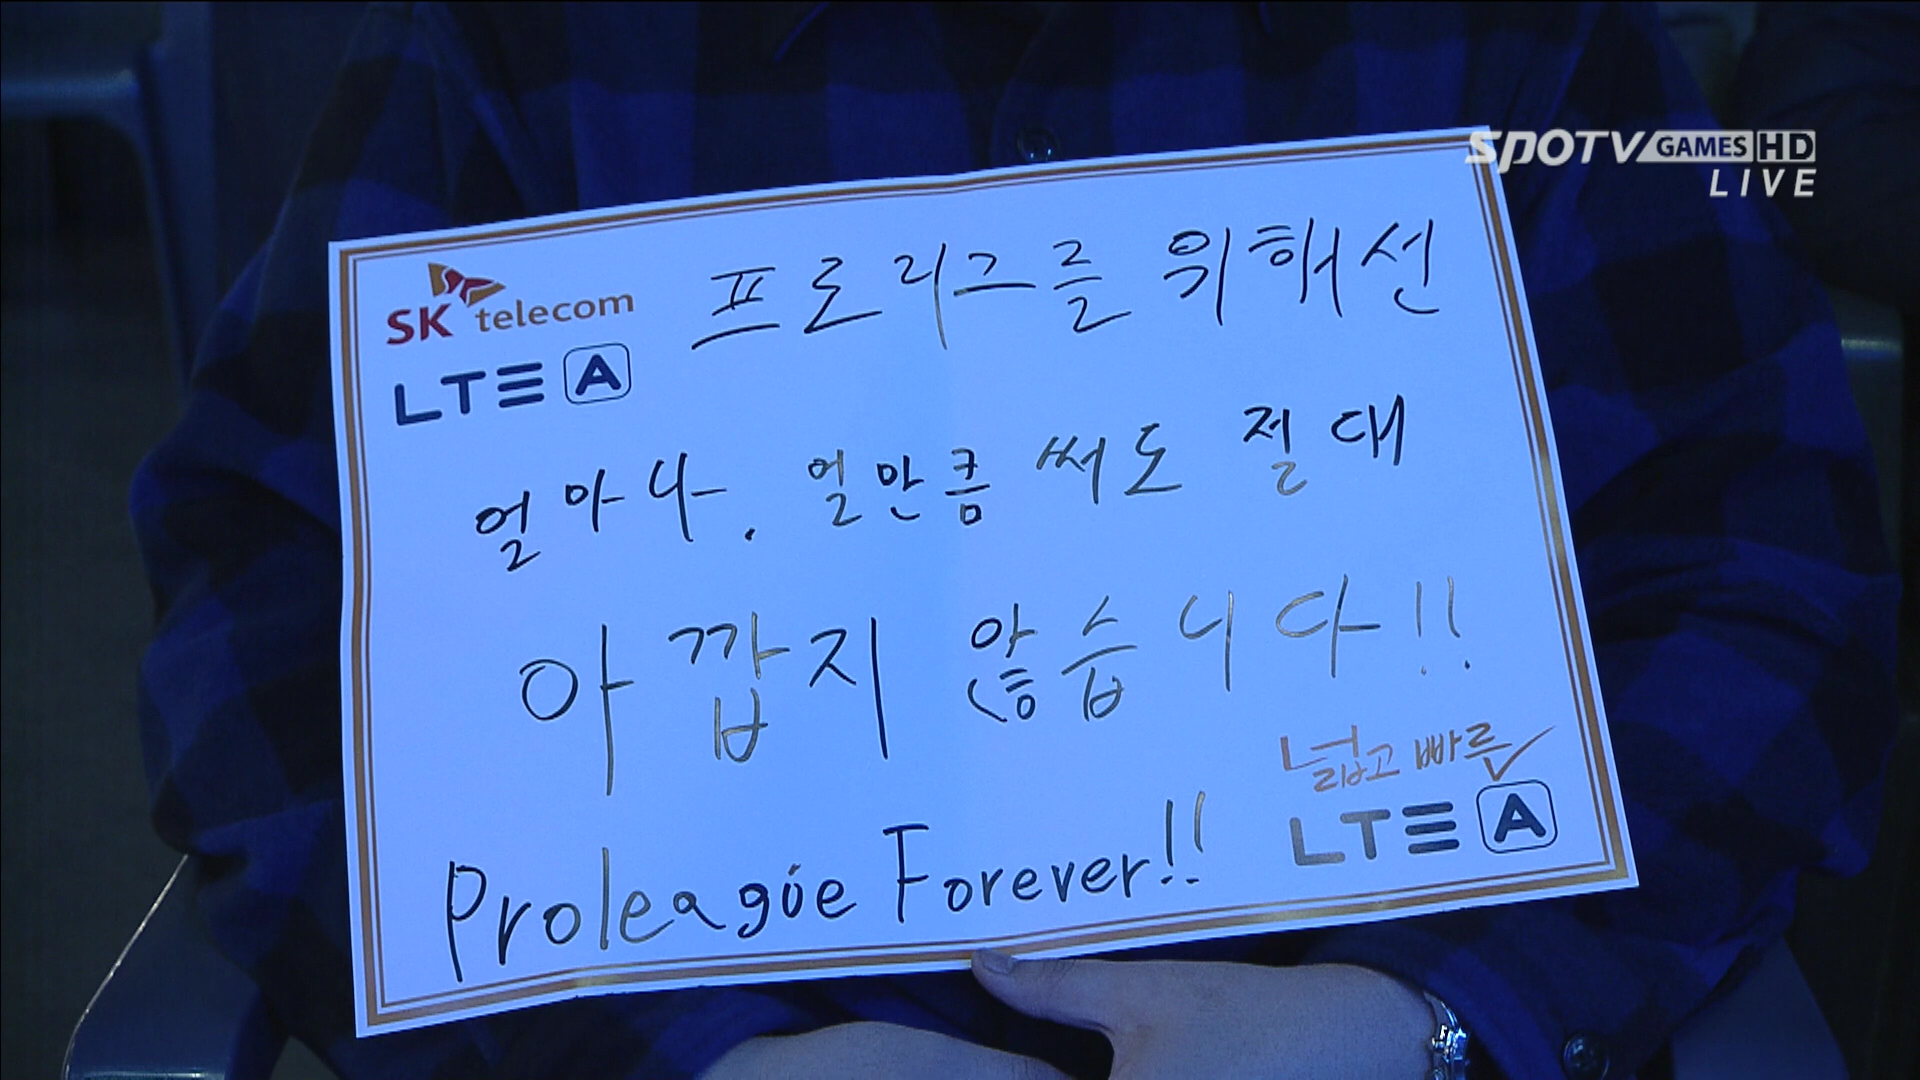 SPOTV GAMES HD
LIVE
SK telecom
LTE A
프로리그를 위해선
얼마나, 얼만큼 써도 절대
아깝지 않습니다!!
Proleague Forever!!
넓고 빠른
LTE A